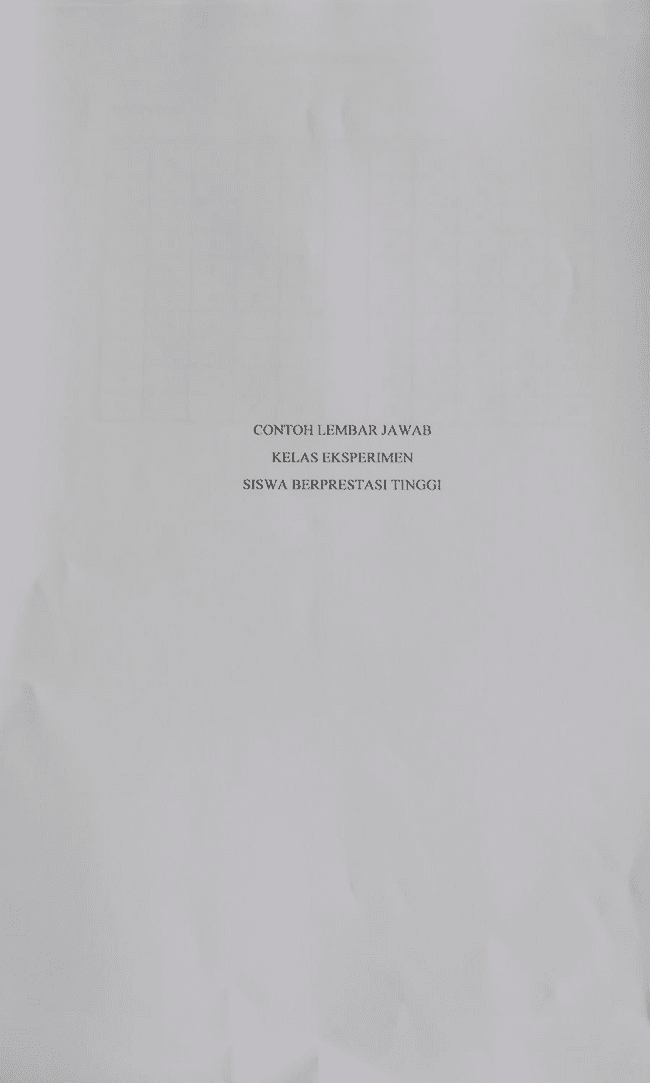 CONTOH LEMBAR JAWAB
KELAS EKSPERIMEN
SISWA BERPRESTASI TINGGI